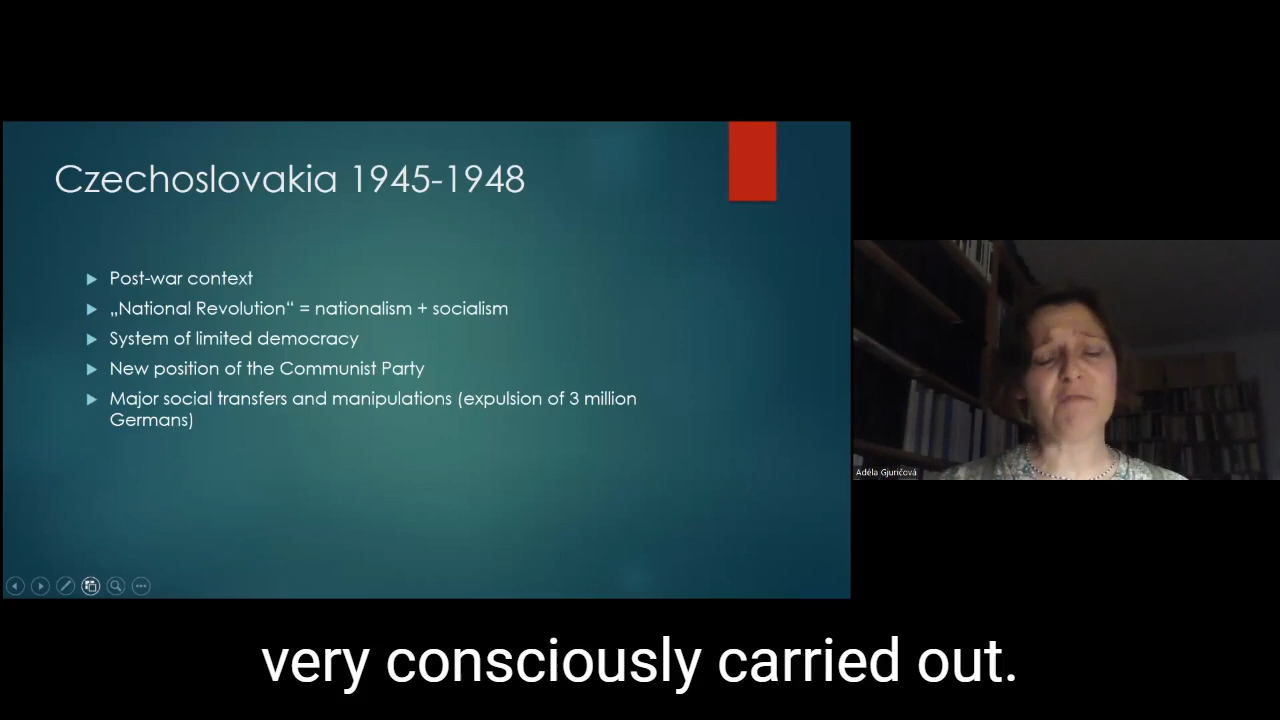 Czechoslovakia 1945-1948
Post-war context
„National Revolution“ = nationalism + socialism
System of limited democracy
New position of the Communist Party
Major social transfers and manipulations (expulsion of 3 million
Germans)
Adéla Gjuričová
very consciously carried out.